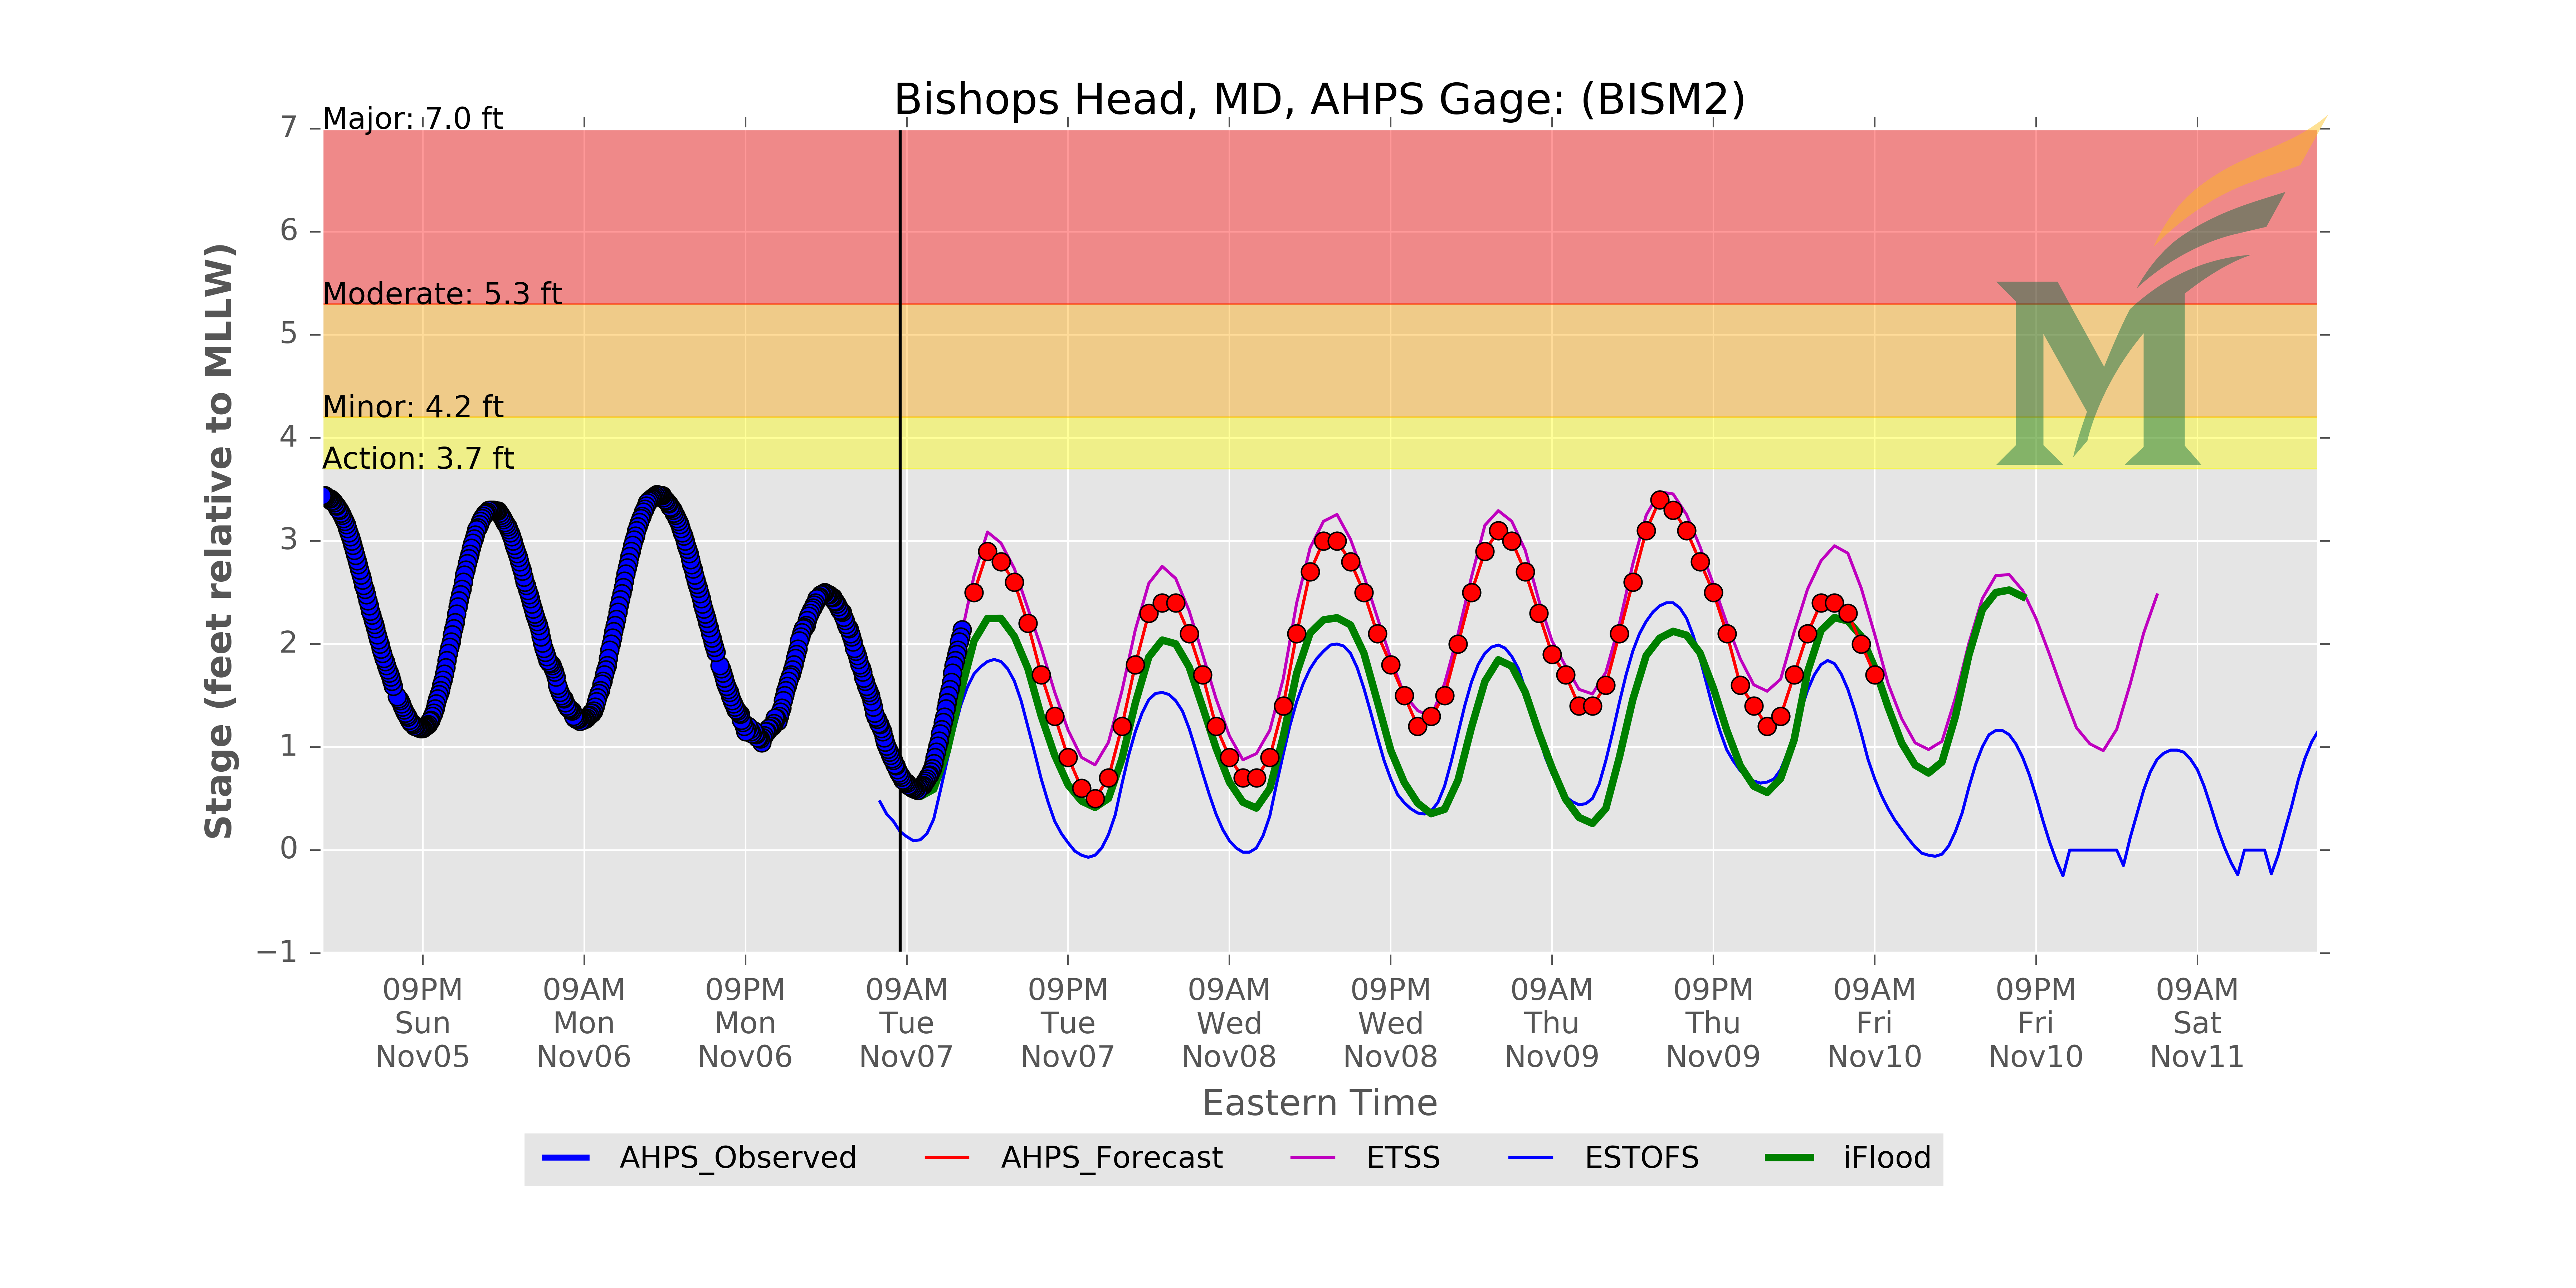 Bishops Head, MD, AHPS Gage: (BISM2)
Major: 7.0 ft
Moderate: 5.3 ft
Minor: 4.2 ft
Action: 3.7 ft
Stage (feet relative to MLLW)
7
6
5
4
3
2
1
0
−1
09PM Sun Nov05
09AM Mon Nov06
09PM Mon Nov06
09AM Tue Nov07
09PM Tue Nov07
09AM Wed Nov08
09PM Wed Nov08
09AM Thu Nov09
09PM Thu Nov09
09AM Fri Nov10
09PM Fri Nov10
09AM Sat Nov11
Eastern Time
AHPS_Observed AHPS_Forecast ETSS ESTOFS iFlood